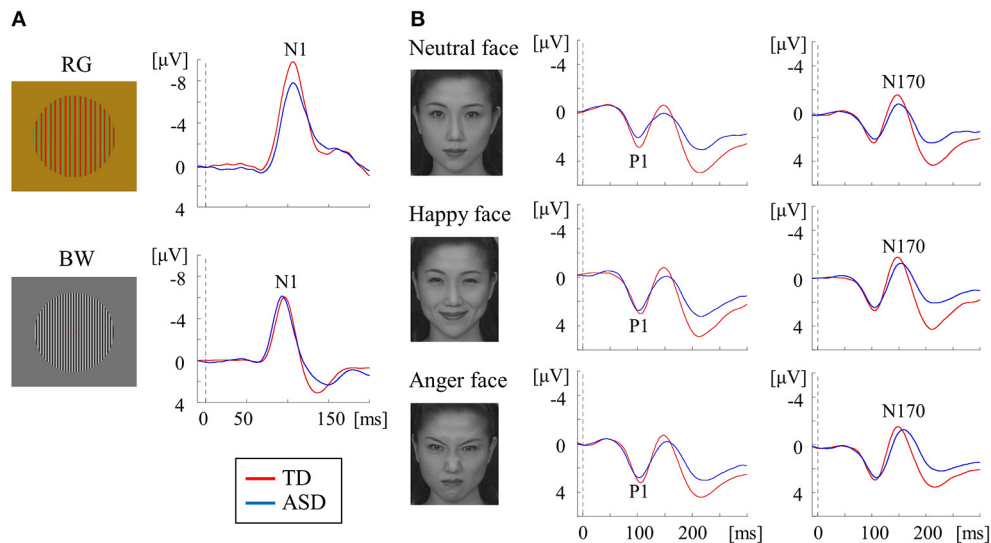 A
RG
[µV]
N1
-8
-4
0
4
BW
[µV]
N1
-8
-4
0
4
0
50
150
[ms]
TD
ASD
B
Neutral face
[µV]
-4
0
4
P1
N170
-4
0
4
Happy face
[µV]
-4
0
4
P1
[µV]
N170
-4
0
4
Anger face
[µV]
-4
0
4
P1
0
100
200
[ms]
[µV]
N170
-4
0
4
0
100
200
[ms]